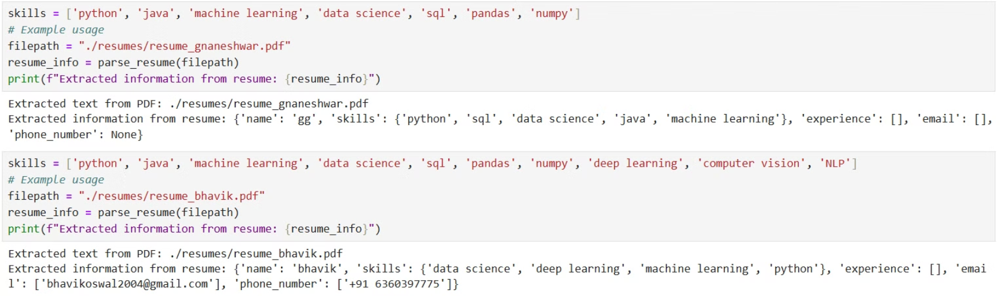 skills = ['python', 'java', 'machine learning', 'data science', 'sql', 'pandas', 'numpy']
# Example usage
filepath = "./resumes/resume_gnaneshwar.pdf"
resume_info = parse_resume(filepath)
print(f"Extracted information from resume: {resume_info}")
Extracted text from PDF: ./resumes/resume_gnaneshwar.pdf
Extracted information from resume: {'name': 'gg', 'skills': {'python', 'sql', 'data science', 'java', 'machine learning'}, 'experience': [], 'email': [],
'phone_number': None}
skills = ['python', 'java', 'machine learning', 'data science', 'sql', 'pandas', 'numpy', 'deep learning', 'computer vision', 'NLP']
# Example usage
filepath = "./resumes/resume_bhavik.pdf"
resume_info = parse_resume(filepath)
print(f"Extracted information from resume: {resume_info}")
Extracted text from PDF: ./resumes/resume_bhavik.pdf
Extracted information from resume: {'name': 'bhavik', 'skills': {'data science', 'deep learning', 'machine learning', 'python'}, 'experience': [], 'emai
l': ['bhavikoswal2004@gmail.com'], 'phone_number': ['+91 6360397775']}